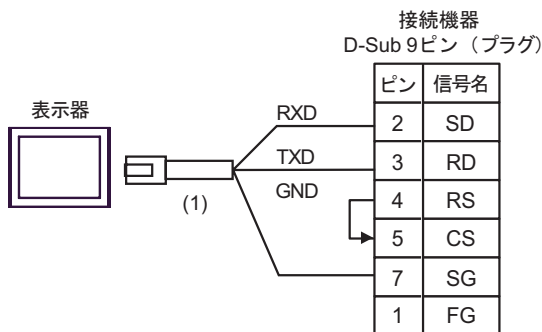 接続機器
D-Sub 9ピン（プラグ）
表示器
ピン 信号名
RXD
2 SD
TXD
3 RD
(1)
GND
4 RS
5 CS
7 SG
1 FG